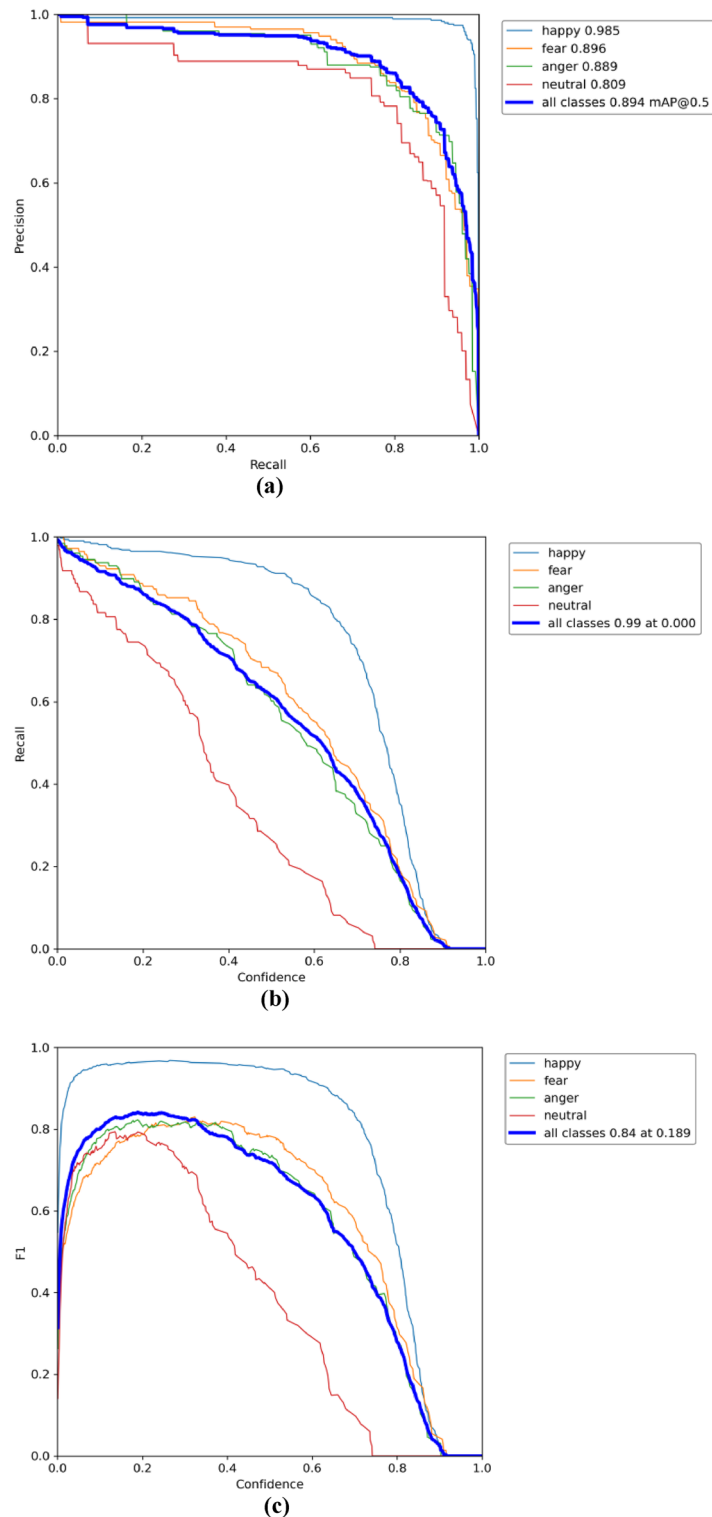 1.0
0.8
0.6
0.4
0.2
0.0
Precision
0.0 0.2 0.4 0.6 0.8 1.0
Recall
happy 0.985
fear 0.896
anger 0.889
neutral 0.809
all classes 0.894 mAP@0.5
(a)
1.0
0.8
0.6
0.4
0.2
0.0
Recall
0.0 0.2 0.4 0.6 0.8 1.0
Confidence
happy
fear
anger
neutral
all classes 0.99 at 0.000
(b)
1.0
0.8
0.6
0.4
0.2
0.0
F1
0.0 0.2 0.4 0.6 0.8 1.0
Confidence
happy
fear
anger
neutral
all classes 0.84 at 0.189
(c)